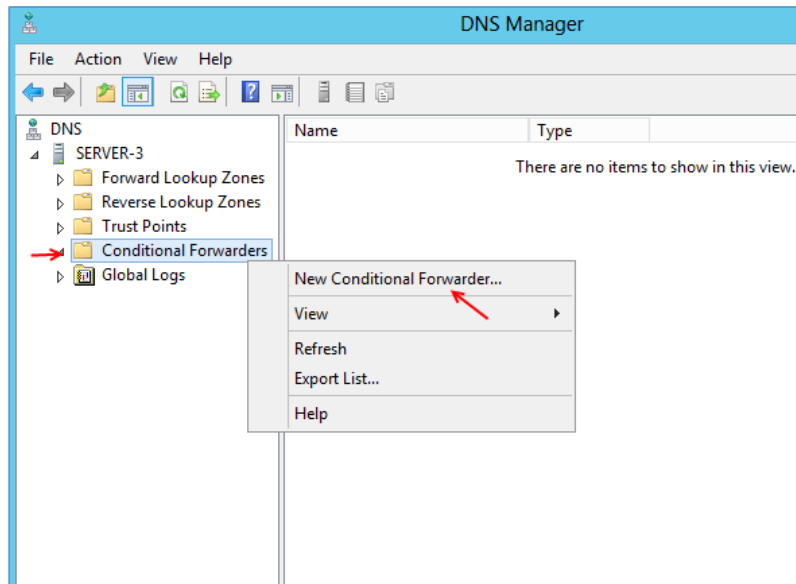 DNS Manager
File Action View Help
DNS
SERVER-3
Forward Lookup Zones
Reverse Lookup Zones
Trust Points
Conditional Forwarders
Global Logs
Name Type
There are no items to show in this view.
New Conditional Forwarder...
View
Refresh
Export List...
Help